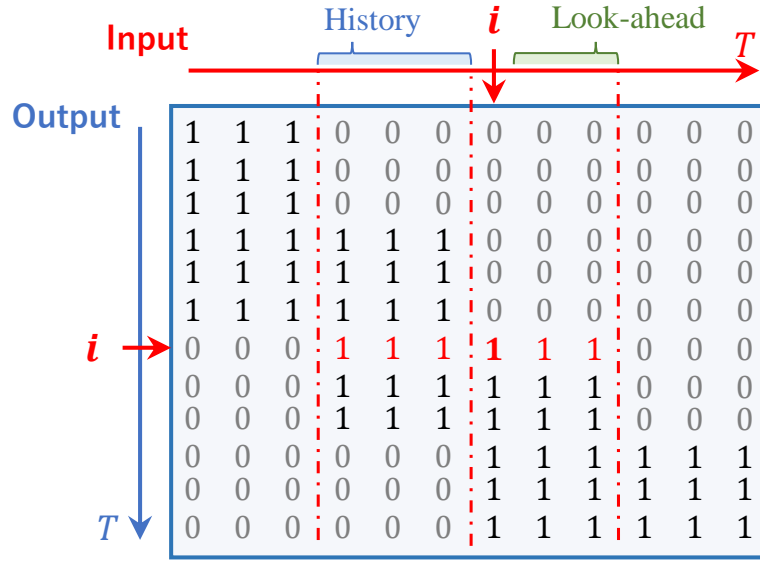 History i Look-ahead
Input T
Output
1 1 1 0 0 0 0 0 0 0 0 0
1 1 1 0 0 0 0 0 0 0 0 0
1 1 1 0 0 0 0 0 0 0 0 0
1 1 1 1 1 1 0 0 0 0 0 0
1 1 1 1 1 1 0 0 0 0 0 0
1 1 1 1 1 1 0 0 0 0 0 0
i 0 0 0 1 1 1 1 1 1 0 0 0
0 0 0 1 1 1 1 1 1 0 0 0
0 0 0 1 1 1 1 1 1 0 0 0
0 0 0 0 0 0 1 1 1 1 1 1
0 0 0 0 0 0 1 1 1 1 1 1
T 0 0 0 0 0 0 1 1 1 1 1 1